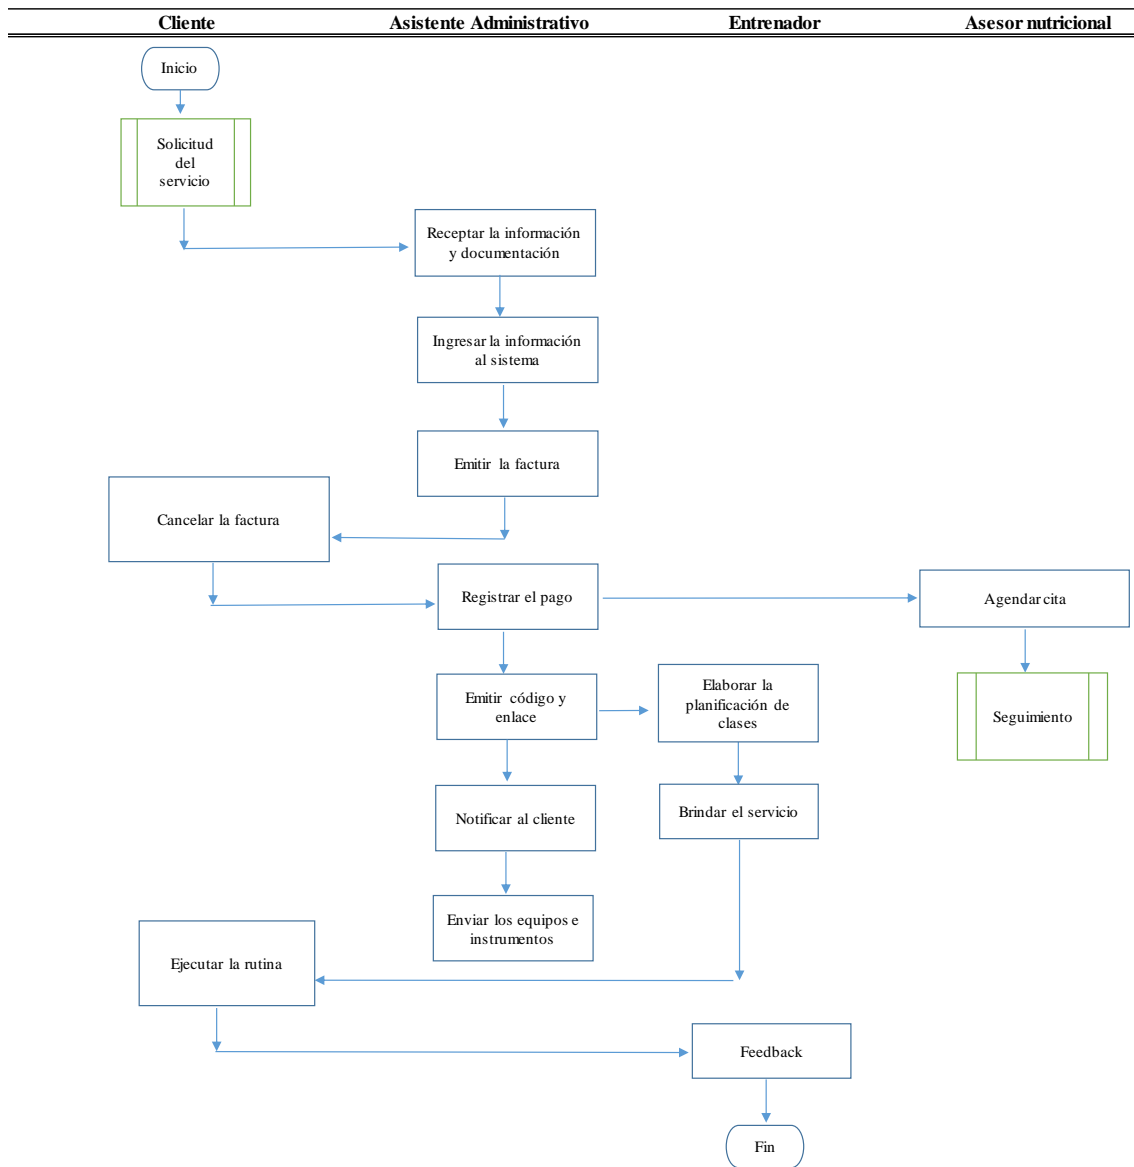 Cliente
Asistente Administrativo
Entrenador
Asesor nutricional
Inicio
Solicitud
del
servicio
Receptar la información
y documentación
Ingresar la información
al sistema
Emitir la factura
Cancelar la factura
Registrar el pago
Agendar cita
Emitir código y
enlace
Elaborar la
planificación de
clases
Seguimiento
Notificar al cliente
Brindar el servicio
Enviar los equipos e
instrumentos
Ejecutar la rutina
Feedback
Fin